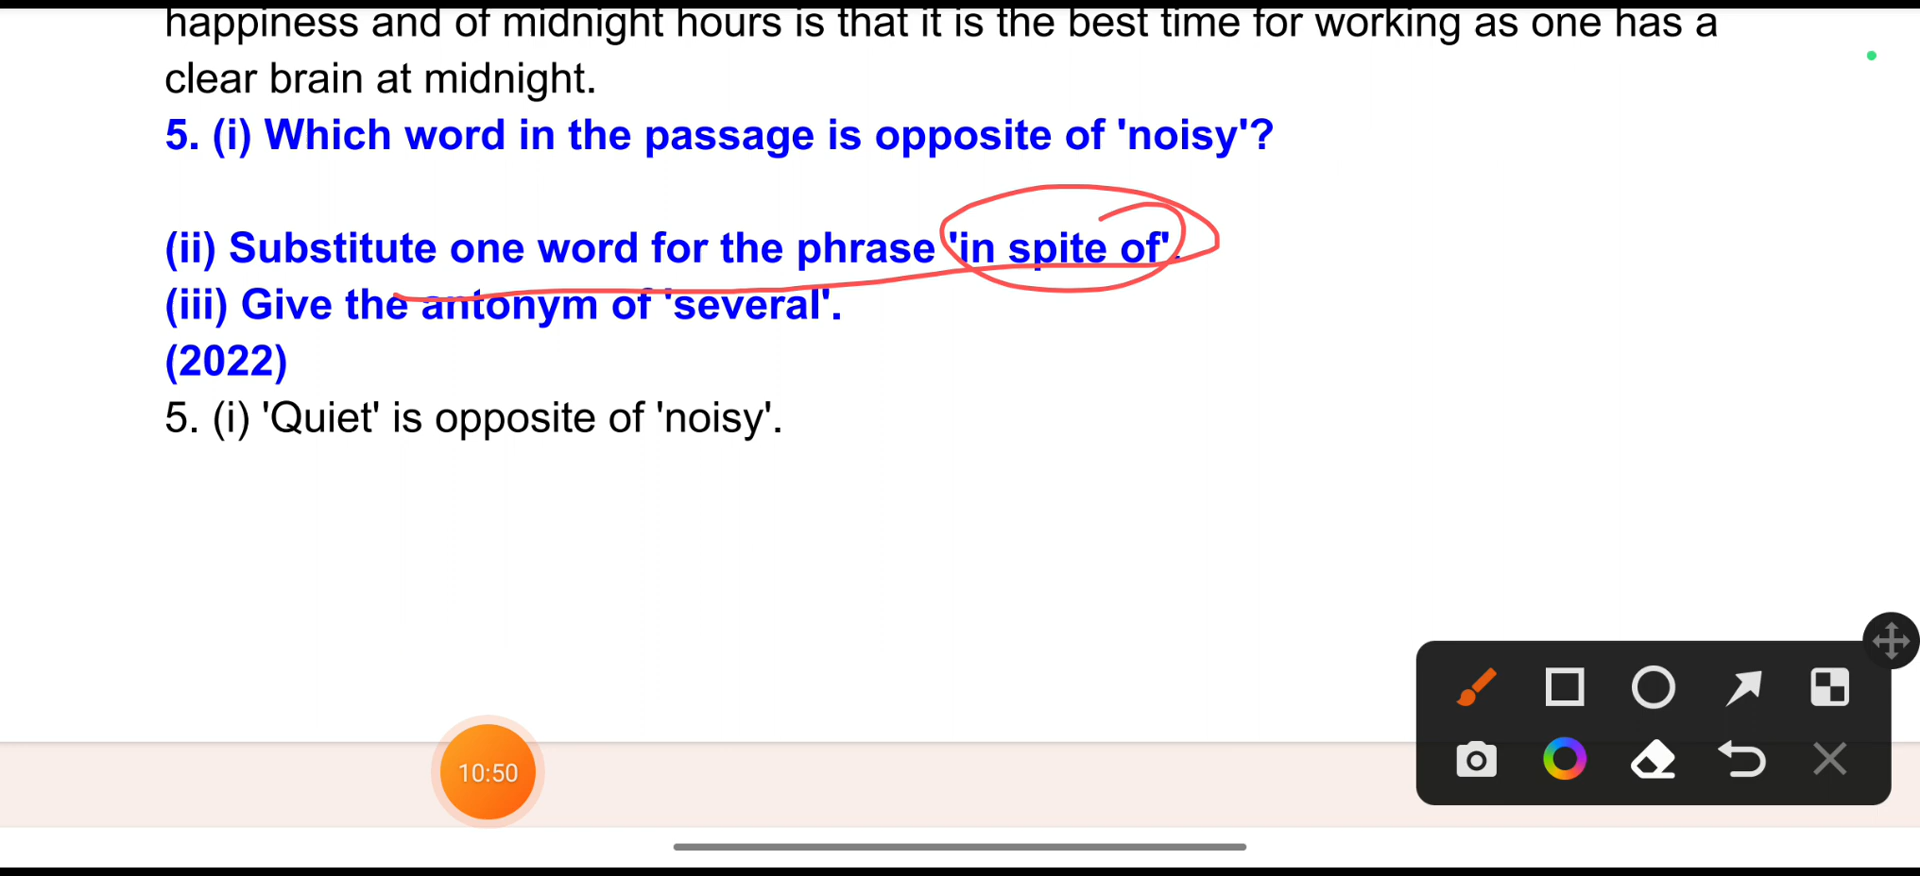 happiness and of midnight hours is that it is the best time for working as one has a
clear brain at midnight.
5. (i) Which word in the passage is opposite of 'noisy'?
(ii) Substitute one word for the phrase 'in spite of'.
(iii) Give the antonym of 'several'.
(2022)
5. (i) 'Quiet' is opposite of 'noisy'.
10:50